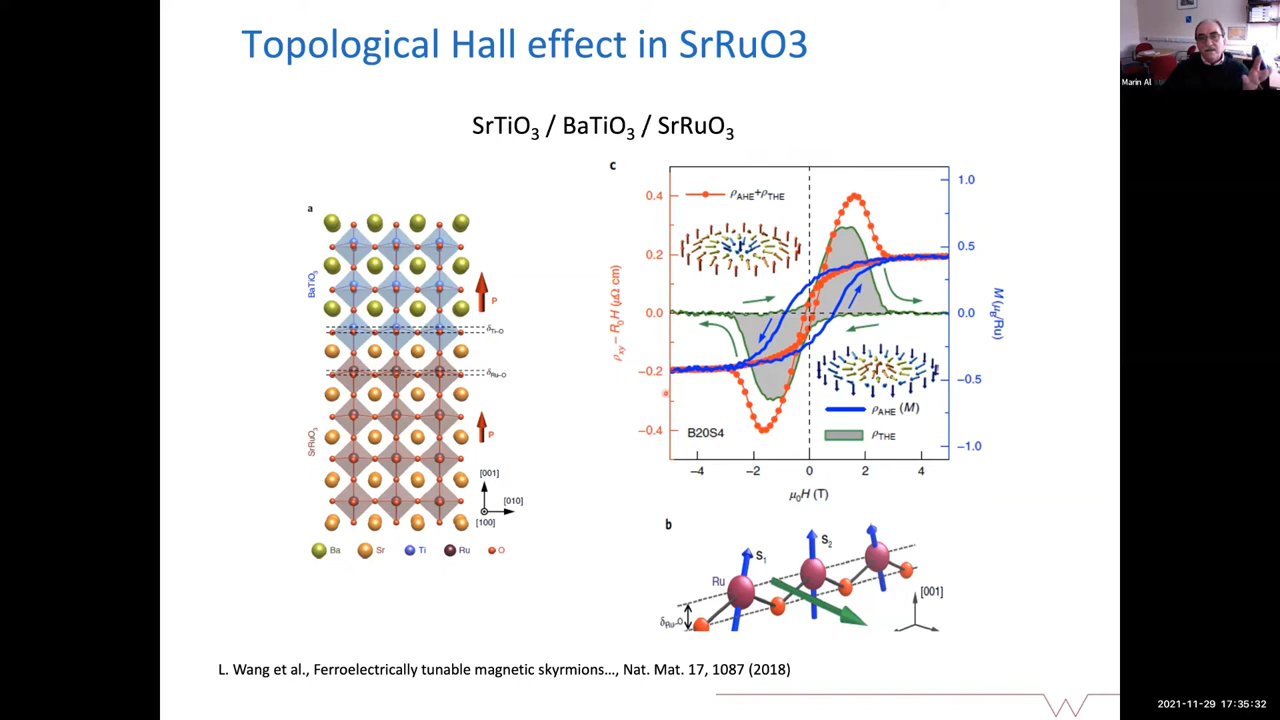 Topological Hall effect in SrRuO3
SrTiO₃ / BaTiO₃ / SrRuO₃
Marin Al
a
BaTiO₃
P
δTi–O
δRu–O
SrRuO₃
P
[001]
[010]
[100]
Ba Sr Ti Ru O
c
ρAHE+ρTHE
0.4
0.2
0.0
−0.2
−0.4
ρxy − R₀H (μΩ cm)
1.0
0.5
0.0
−0.5
−1.0
M (μB/Ru)
ρAHE (M)
ρTHE
B20S4
−4 −2 0 2 4
μ₀H (T)
b
S₁
S₂
Ru
[001]
δRu–O
L. Wang et al., Ferroelectrically tunable magnetic skyrmions…, Nat. Mat. 17, 1087 (2018)
2021-11-29 17:35:32